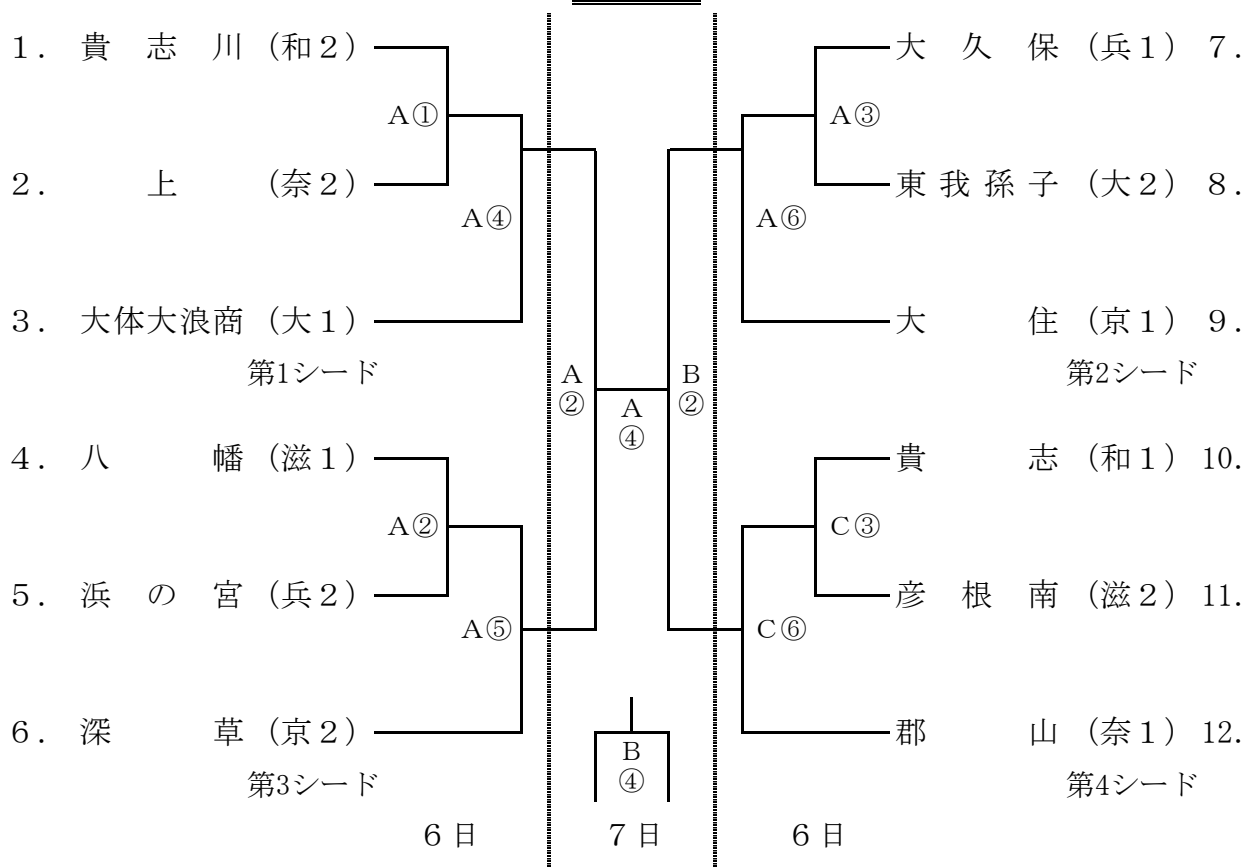 1． 貴志川（和２） 大久保（兵１） 7．
A① A③
2． 上（奈２） 東我孫子（大２） 8．
A④ A⑥
3． 大体大浪商（大１） 大住（京１） 9．
第1シード 第2シード
A② A④ B②
4． 八幡（滋１） 貴志（和１） 10．
A② C③
5． 浜の宮（兵２） 彦根南（滋２） 11．
A⑤ C⑥
6． 深草（京２） 郡山（奈１） 12．
B④
第3シード 第4シード
６日 ７日 ６日